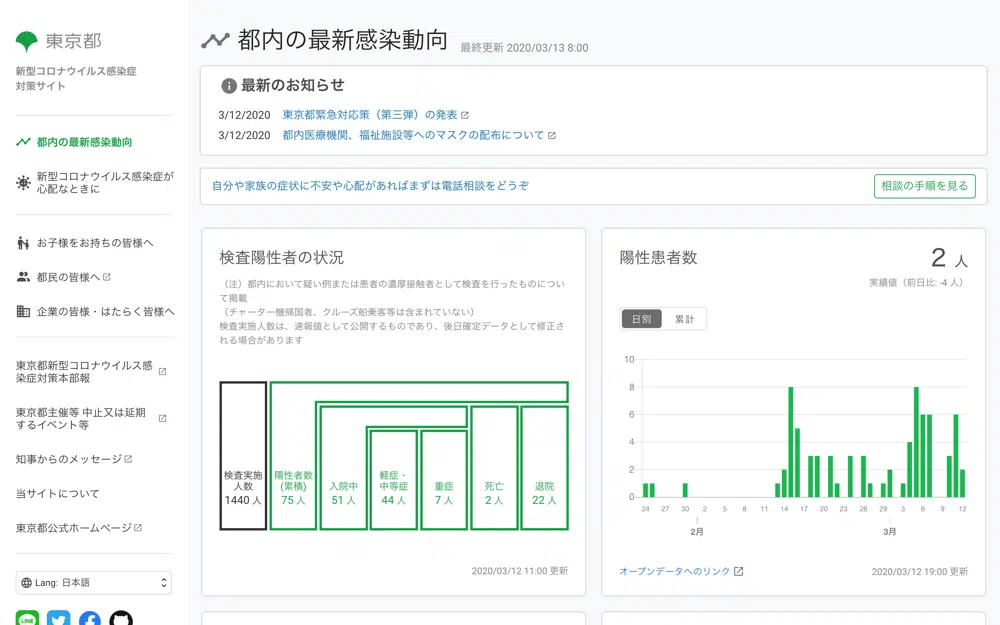 東京都
新型コロナウイルス感染症
対策サイト
都内の最新感染動向
新型コロナウイルス感染症が
心配なときに
お子様をお持ちの皆様へ
都民の皆様へ
企業の皆様・はたらく皆様へ
東京都新型コロナウイルス感
染症対策本部報
東京都主催等 中止又は延期
するイベント等
知事からのメッセージ
当サイトについて
東京都公式ホームページ
Lang: 日本語
LINE
都内の最新感染動向
最終更新 2020/03/13 8:00
最新のお知らせ
3/12/2020 東京都緊急対応策（第三弾）の発表
3/12/2020 都内医療機関、福祉施設等へのマスクの配布について
自分や家族の症状に不安や心配があればまずは電話相談をどうぞ
相談の手順を見る
検査陽性者の状況
（注）都内において疑い例または患者の濃厚接触者として検査を行ったものについ
て掲載
（チャーター機帰国者、クルーズ船乗客等は含まれていない）
検査実施人数は、速報値として公開するものであり、後日確定データとして修正さ
れる場合があります
検査実施
人数
1440 人
陽性者数
(累積)
75 人
入院中
51 人
軽症・
中等症
44 人
重症
7 人
死亡
2 人
退院
22 人
2020/03/12 11:00 更新
陽性患者数
2 人
実績値（前日比: -4 人）
日別
累計
10
8
6
4
2
0
24 27 30 2 5 8 11 14 17 20 23 26 29 3 6 9 12
2月
3月
オープンデータへのリンク
2020/03/12 19:00 更新